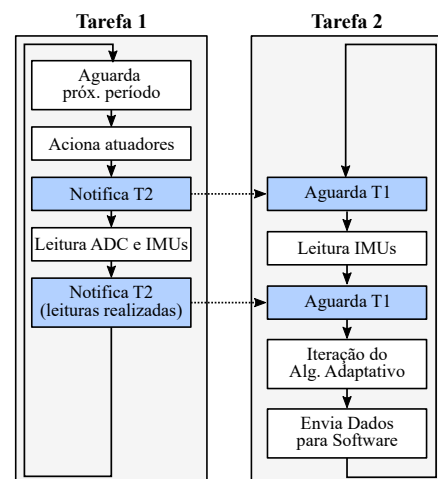 Tarefa 1
Aguarda
próx. período
Aciona atuadores
Notifica T2
Leitura ADC e IMUs
Notifica T2
(leituras realizadas)
Tarefa 2
Aguarda T1
Leitura IMUs
Aguarda T1
Iteração do
Alg. Adaptativo
Envia Dados
para Software